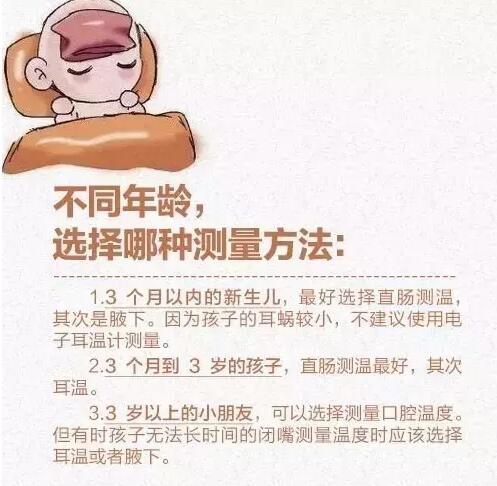 不同年龄，
选择哪种测量方法：
1.3 个月以内的新生儿，最好选择直肠测温，
其次是腋下。因为孩子的耳蜗较小，不建议使用电
子耳温计测量。
2.3 个月到 3 岁的孩子，直肠测温最好，其次
耳温。
3.3 岁以上的小朋友，可以选择测量口腔温度。
但有时孩子无法长时间的闭嘴测量温度时应该选择
耳温或者腋下。